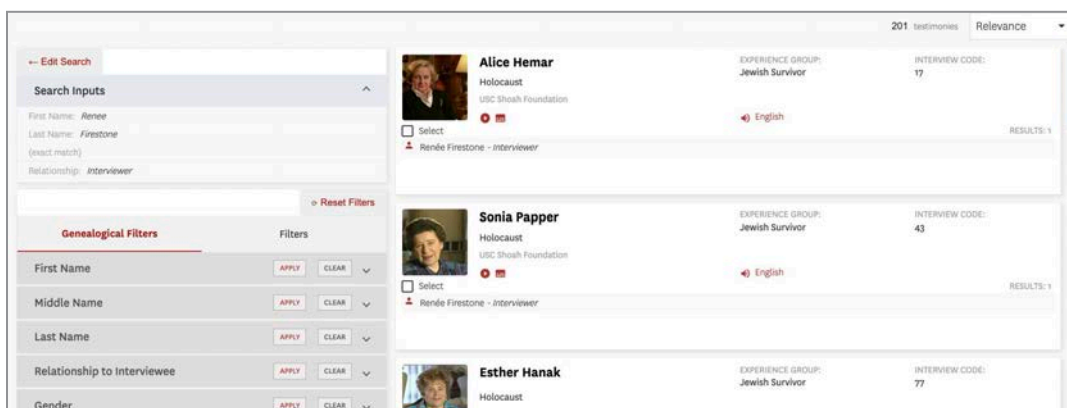 201 testimonies Relevance
← Edit Search
Search Inputs
First Name: Renee
Last Name: Firestone
(exact match)
Relationship: Interviewer
Reset Filters
Genealogical Filters Filters
First Name APPLY CLEAR
Middle Name APPLY CLEAR
Last Name APPLY CLEAR
Relationship to Interviewee APPLY CLEAR
Gender APPLY CLEAR
Alice Hemar EXPERIENCE GROUP: INTERVIEW CODE:
Jewish Survivor 17
Holocaust
USC Shoah Foundation
English
Select RESULTS: 1
Renée Firestone - Interviewer
Sonia Papper EXPERIENCE GROUP: INTERVIEW CODE:
Jewish Survivor 43
Holocaust
USC Shoah Foundation
English
Select RESULTS: 1
Renée Firestone - Interviewer
Esther Hanak EXPERIENCE GROUP: INTERVIEW CODE:
Jewish Survivor 77
Holocaust